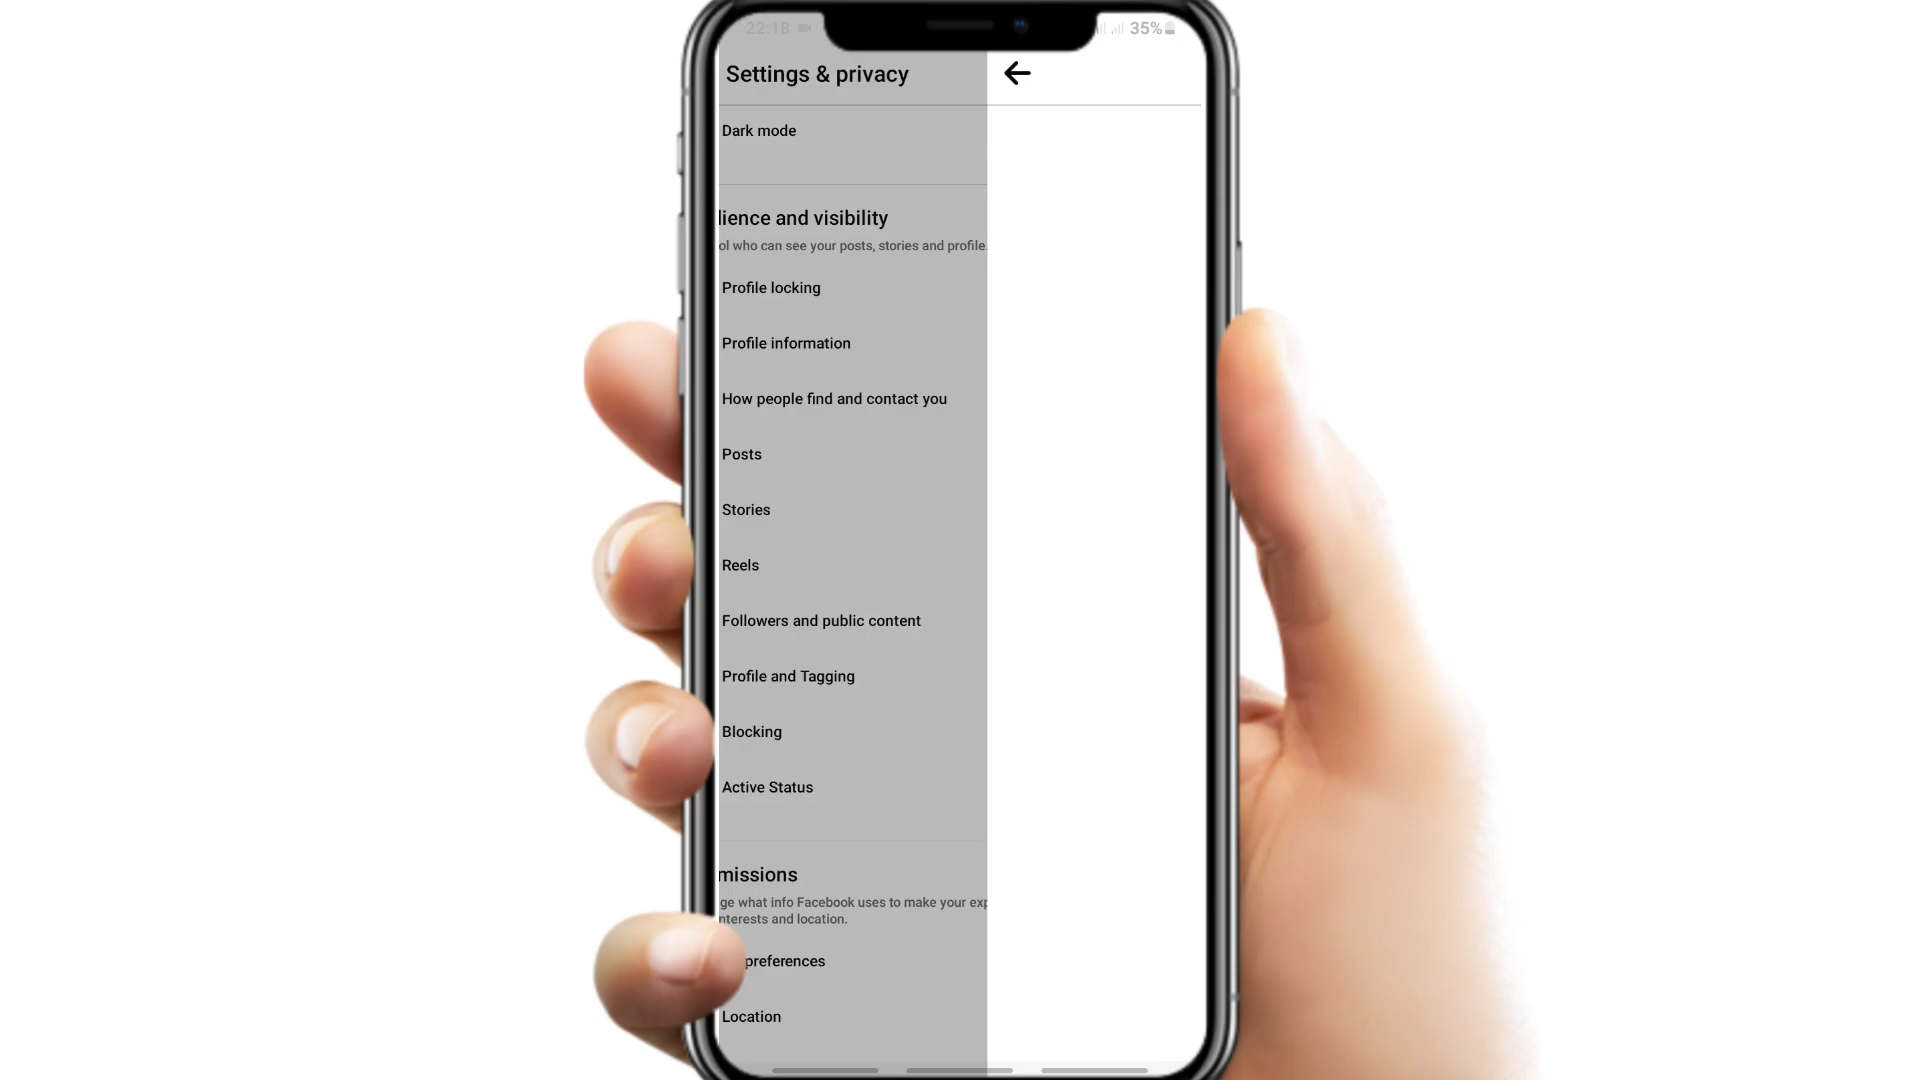 22:18
35%
Settings & privacy
Dark mode
lience and visibility
ol who can see your posts, stories and profile.
Profile locking
Profile information
How people find and contact you
Posts
Stories
Reels
Followers and public content
Profile and Tagging
Blocking
Active Status
missions
ge what info Facebook uses to make your exp
nterests and location.
preferences
Location